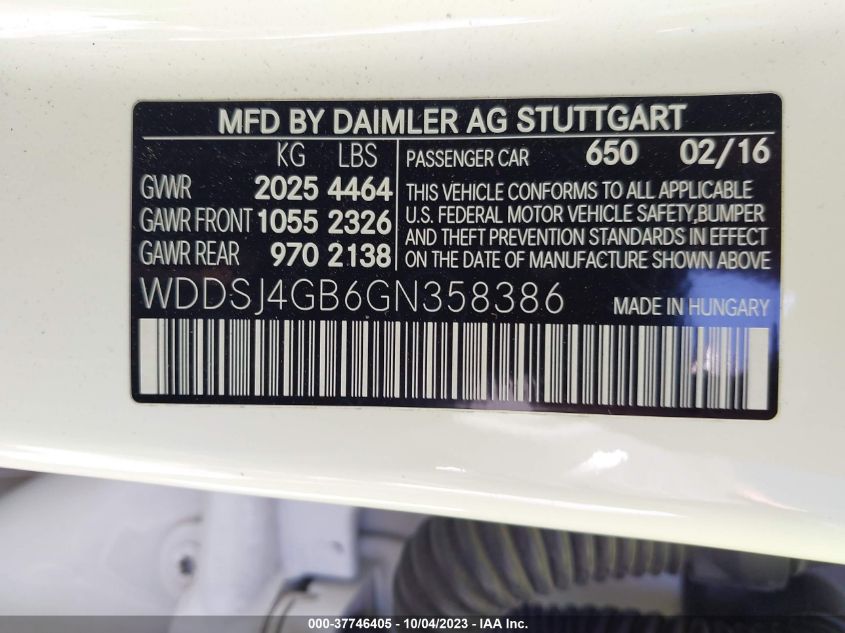 MFD BY DAIMLER AG STUTTGART
KG LBS
GVWR 2025 4464
GAWR FRONT 1055 2326
GAWR REAR 970 2138
PASSENGER CAR 650 02/16
THIS VEHICLE CONFORMS TO ALL APPLICABLE
U.S. FEDERAL MOTOR VEHICLE SAFETY,BUMPER
AND THEFT PREVENTION STANDARDS IN EFFECT
ON THE DATE OF MANUFACTURE SHOWN ABOVE
WDDSJ4GB6GN358386 MADE IN HUNGARY
000-37746405 - 10/04/2023 - IAA Inc.